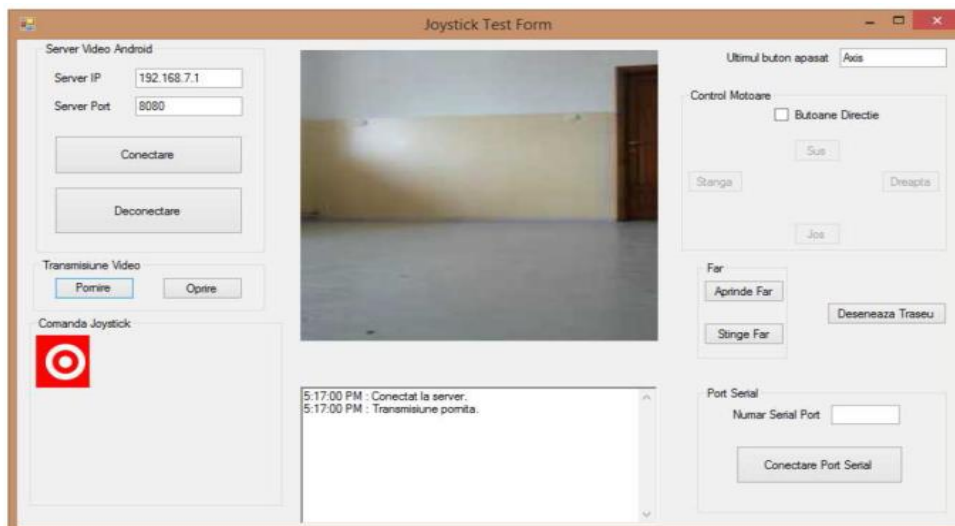 Joystick Test Form
Server Video Android
Server IP 192.168.7.1
Server Port 8080
Conectare
Deconectare
Transmisiune Video
Pornire Oprire
Comanda Joystick
5:17:00 PM : Conectat la server.
5:17:00 PM : Transmisiune pornita.
Ultimul buton apasat Axis
Control Motoare
Butoane Directie
Sus
Stanga Dreapta
Jos
Far
Aprinde Far
Stinge Far
Deseneaza Traseu
Port Serial
Numar Serial Port
Conectare Port Serial